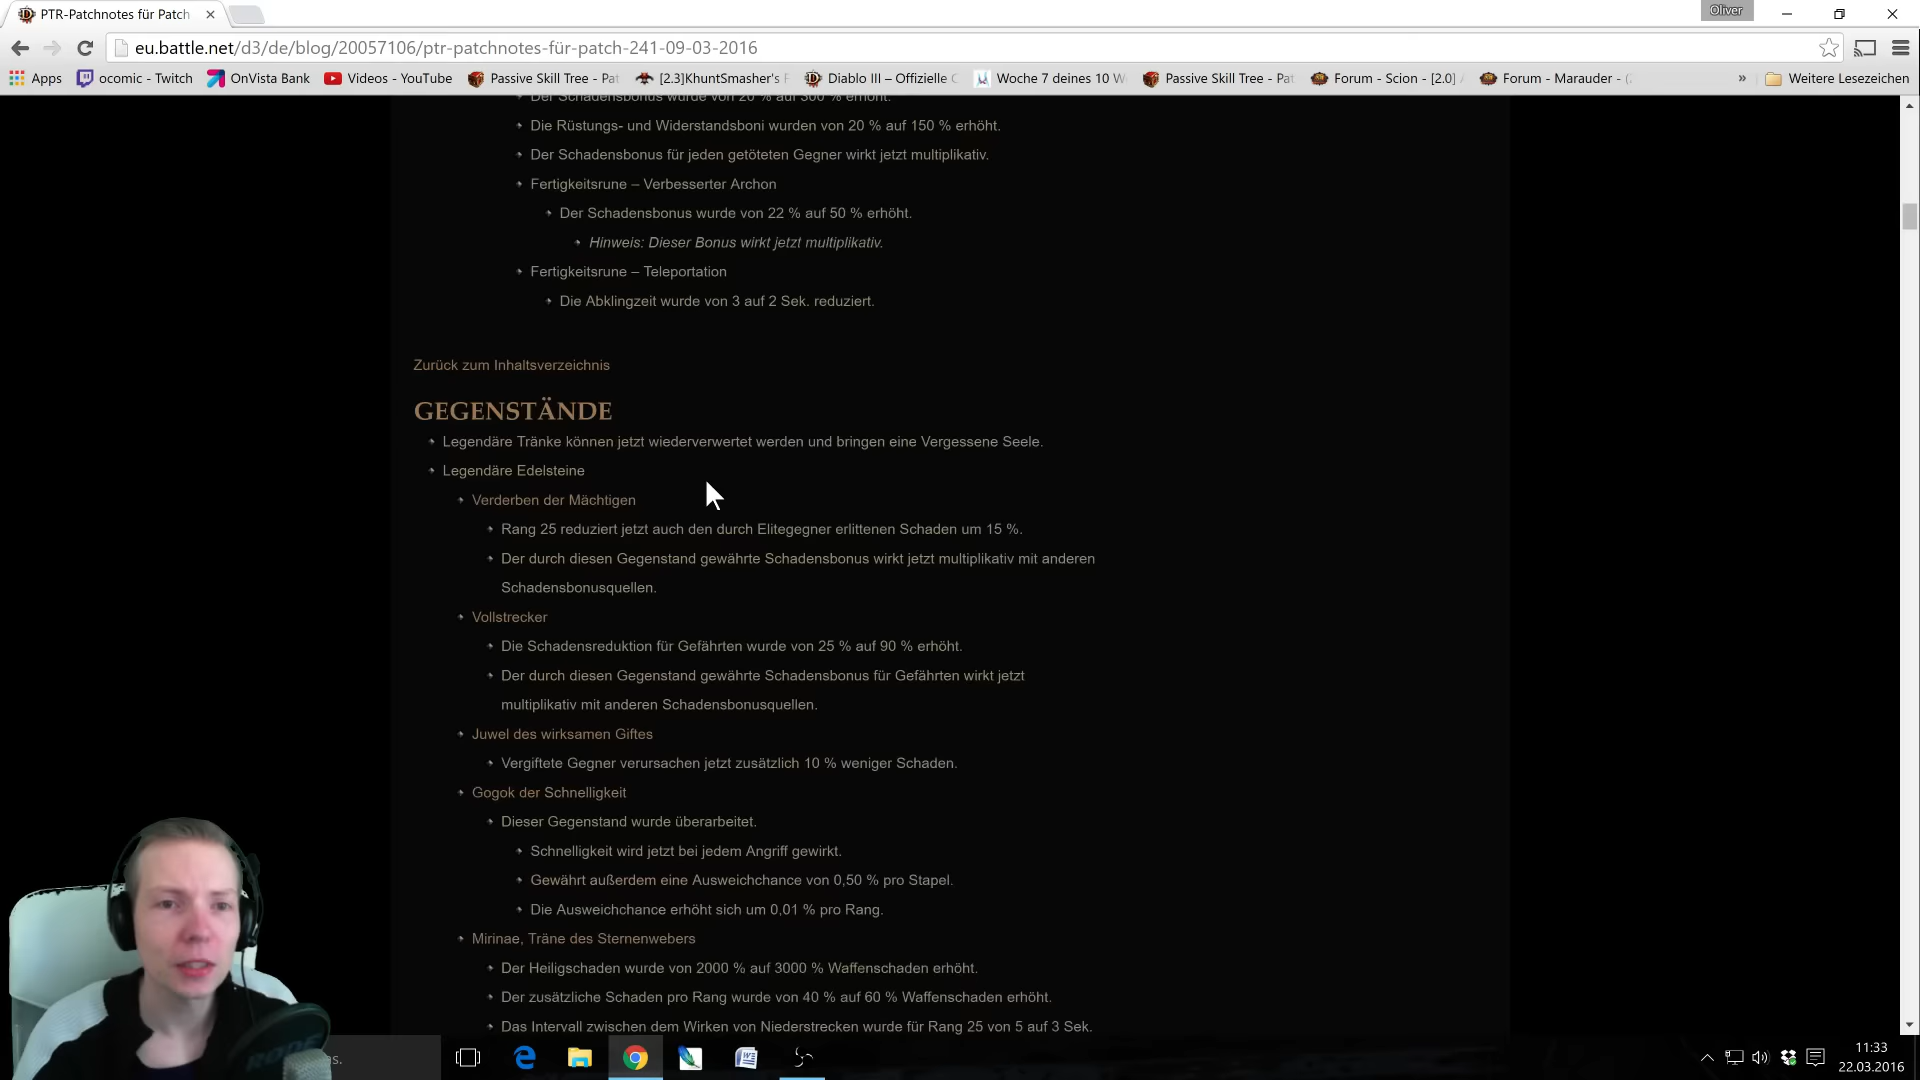 PTR-Patchnotes für Patch
Oliver
eu.battle.net/d3/de/blog/20057106/ptr-patchnotes-für-patch-241-09-03-2016
Apps
ocomic - Twitch
OnVista Bank
Videos - YouTube
Passive Skill Tree - Pat
[2.3]KhuntSmasher's
Diablo III – Offizielle
Woche 7 deines 10 W
Passive Skill Tree - Pat
Forum - Scion - [2.0]
Forum - Marauder -
»
Weitere Lesezeichen
Der Schadensbonus wurde von 20 % auf 300 % erhöht.
Die Rüstungs- und Widerstandsboni wurden von 20 % auf 150 % erhöht.
Der Schadensbonus für jeden getöteten Gegner wirkt jetzt multiplikativ.
Fertigkeitsrune – Verbesserter Archon
Der Schadensbonus wurde von 22 % auf 50 % erhöht.
Hinweis: Dieser Bonus wirkt jetzt multiplikativ.
Fertigkeitsrune – Teleportation
Die Abklingzeit wurde von 3 auf 2 Sek. reduziert.
Zurück zum Inhaltsverzeichnis
GEGENSTÄNDE
Legendäre Tränke können jetzt wiederverwertet werden und bringen eine Vergessene Seele.
Legendäre Edelsteine
Verderben der Mächtigen
Rang 25 reduziert jetzt auch den durch Elitegegner erlittenen Schaden um 15 %.
Der durch diesen Gegenstand gewährte Schadensbonus wirkt jetzt multiplikativ mit anderen
Schadensbonusquellen.
Vollstrecker
Die Schadensreduktion für Gefährten wurde von 25 % auf 90 % erhöht.
Der durch diesen Gegenstand gewährte Schadensbonus für Gefährten wirkt jetzt
multiplikativ mit anderen Schadensbonusquellen.
Juwel des wirksamen Giftes
Vergiftete Gegner verursachen jetzt zusätzlich 10 % weniger Schaden.
Gogok der Schnelligkeit
Dieser Gegenstand wurde überarbeitet.
Schnelligkeit wird jetzt bei jedem Angriff gewirkt.
Gewährt außerdem eine Ausweichchance von 0,50 % pro Stapel.
Die Ausweichchance erhöht sich um 0,01 % pro Rang.
Mirinae, Träne des Sternenwebers
Der Heiligschaden wurde von 2000 % auf 3000 % Waffenschaden erhöht.
Der zusätzliche Schaden pro Rang wurde von 40 % auf 60 % Waffenschaden erhöht.
Das Intervall zwischen dem Wirken von Niederstrecken wurde für Rang 25 von 5 auf 3 Sek.
11:33
22.03.2016